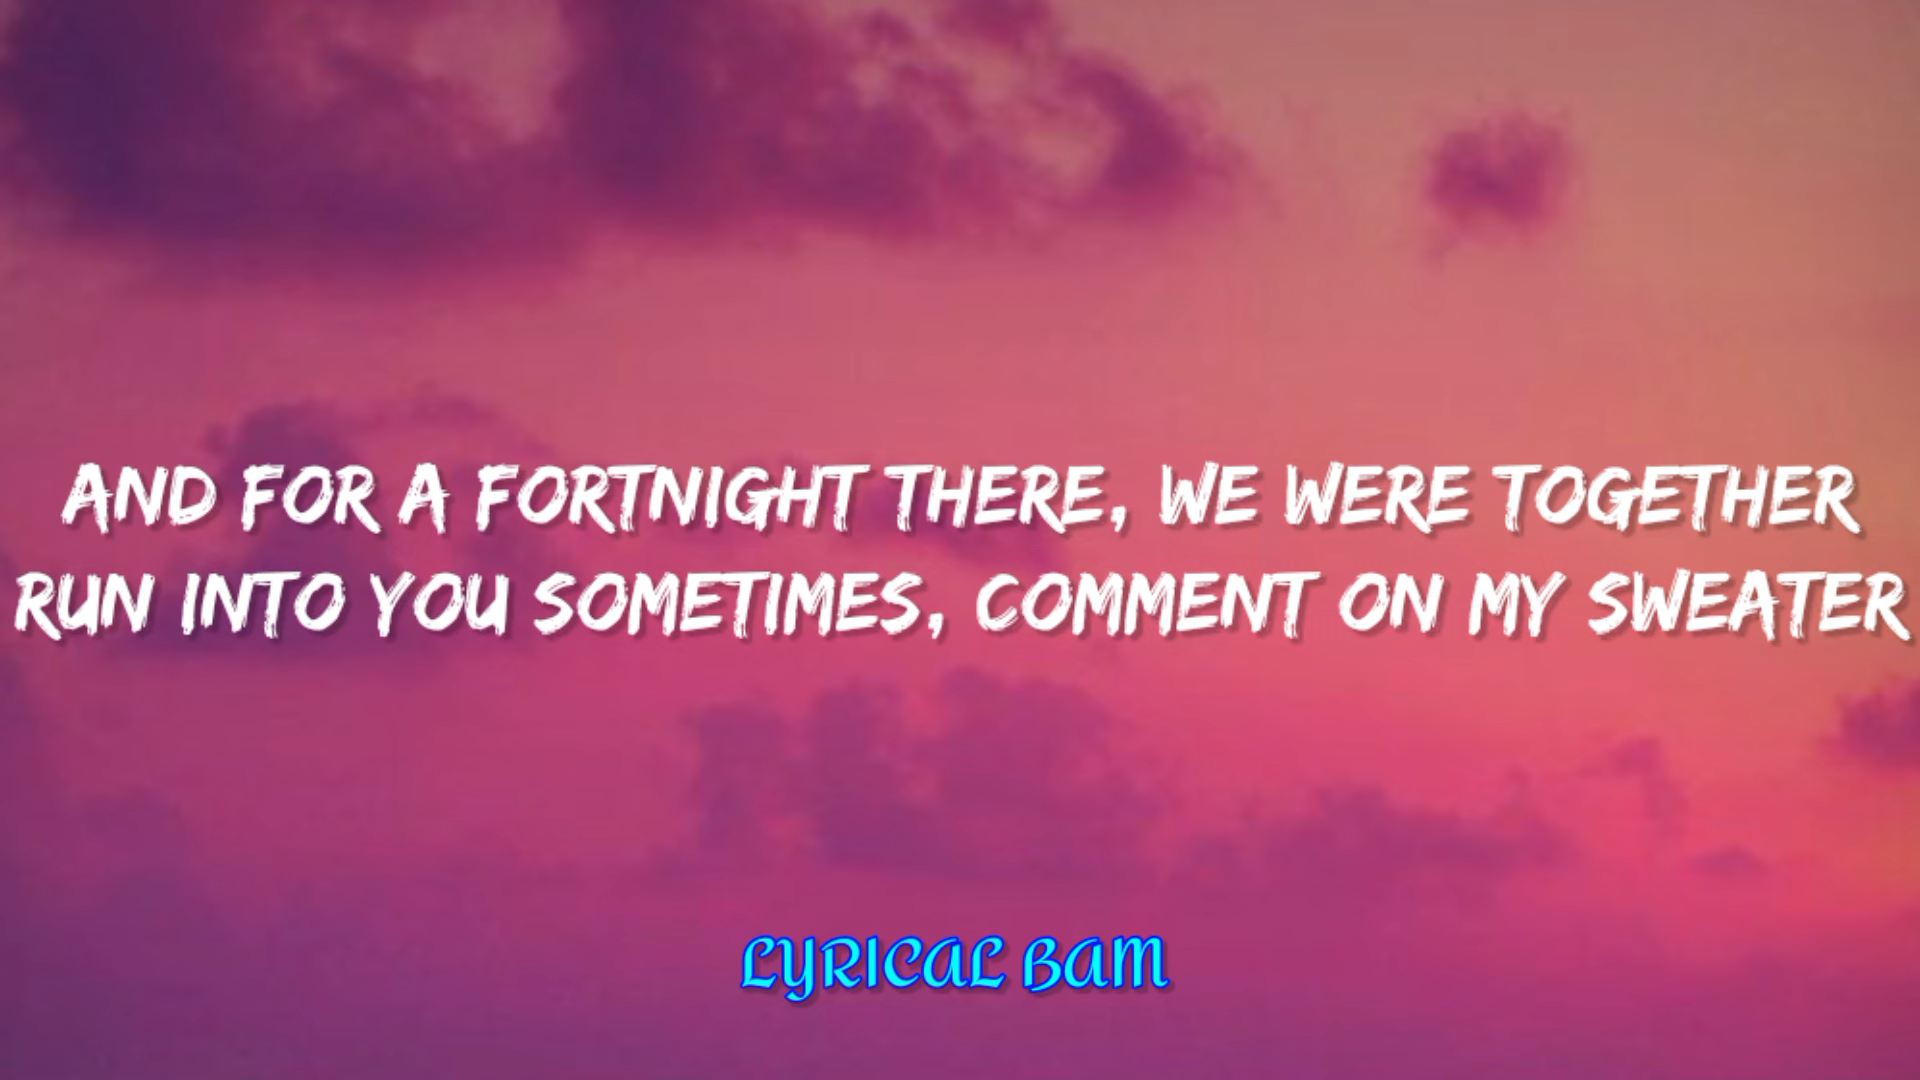 AND FOR A FORTNIGHT THERE, WE WERE TOGETHER
RUN INTO YOU SOMETIMES, COMMENT ON MY SWEATER
LYRICAL BAM